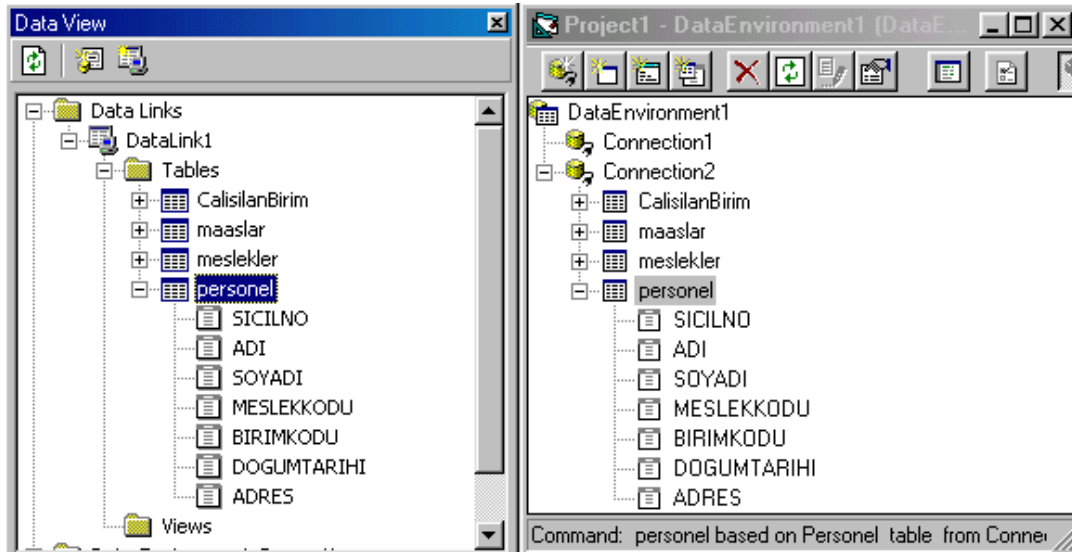 Data View
Data Links
DataLink1
Tables
CalisilanBirim
maaslar
meslekler
personel
SICILNO
ADI
SOYADI
MESLEKKODU
BIRIMKODU
DOGUMTARIHI
ADRES
Views
Project1 - DataEnvironment1 (DataE...
DataEnvironment1
Connection1
Connection2
CalisilanBirim
maaslar
meslekler
personel
SICILNO
ADI
SOYADI
MESLEKKODU
BIRIMKODU
DOGUMTARIHI
ADRES
Command: personel based on Personel table from Conne